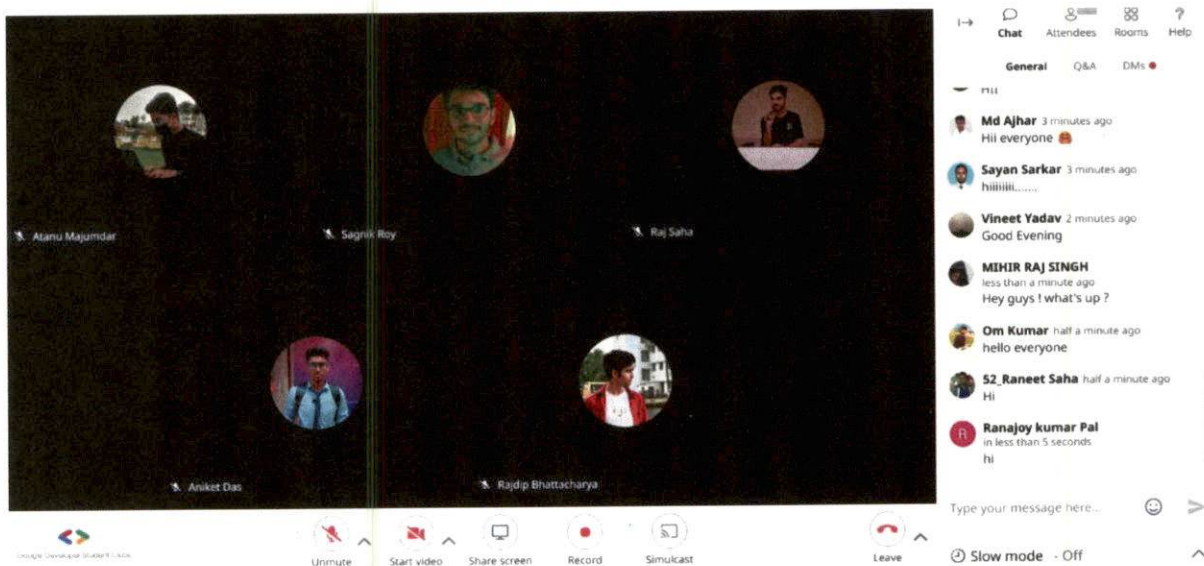 Chat
Attendees
Rooms
Help
General
Q&A
DMs
Hii
Md Ajhar 3 minutes ago
Hii everyone 🤗
Sayan Sarkar 3 minutes ago
hiiiiiiii.......
Vineet Yadav 2 minutes ago
Good Evening
MIHIR RAJ SINGH
less than a minute ago
Hey guys ! what's up ?
Om Kumar half a minute ago
hello everyone
52_Raneet Saha half a minute ago
Hi
R
Ranajoy kumar Pal
in less than 5 seconds
hi
Type your message here...
Slow mode - Off
Atanu Majumdar
Sagnik Roy
Raj Saha
Aniket Das
Rajdip Bhattacharya
Google Developer Student Clubs
Unmute
Start video
Share screen
Record
Simulcast
Leave